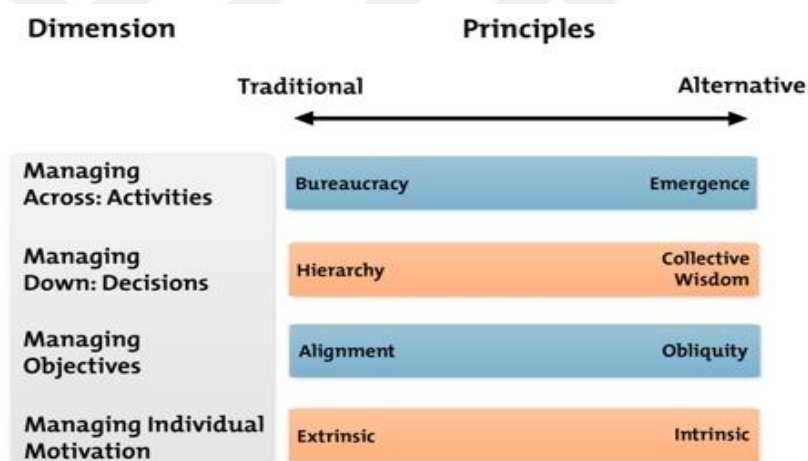 Dimension Principles
Traditional Alternative
Managing
Across: Activities
Bureaucracy Emergence
Managing
Down: Decisions
Hierarchy Collective
Wisdom
Managing
Objectives
Alignment Obliquity
Managing Individual
Motivation
Extrinsic Intrinsic